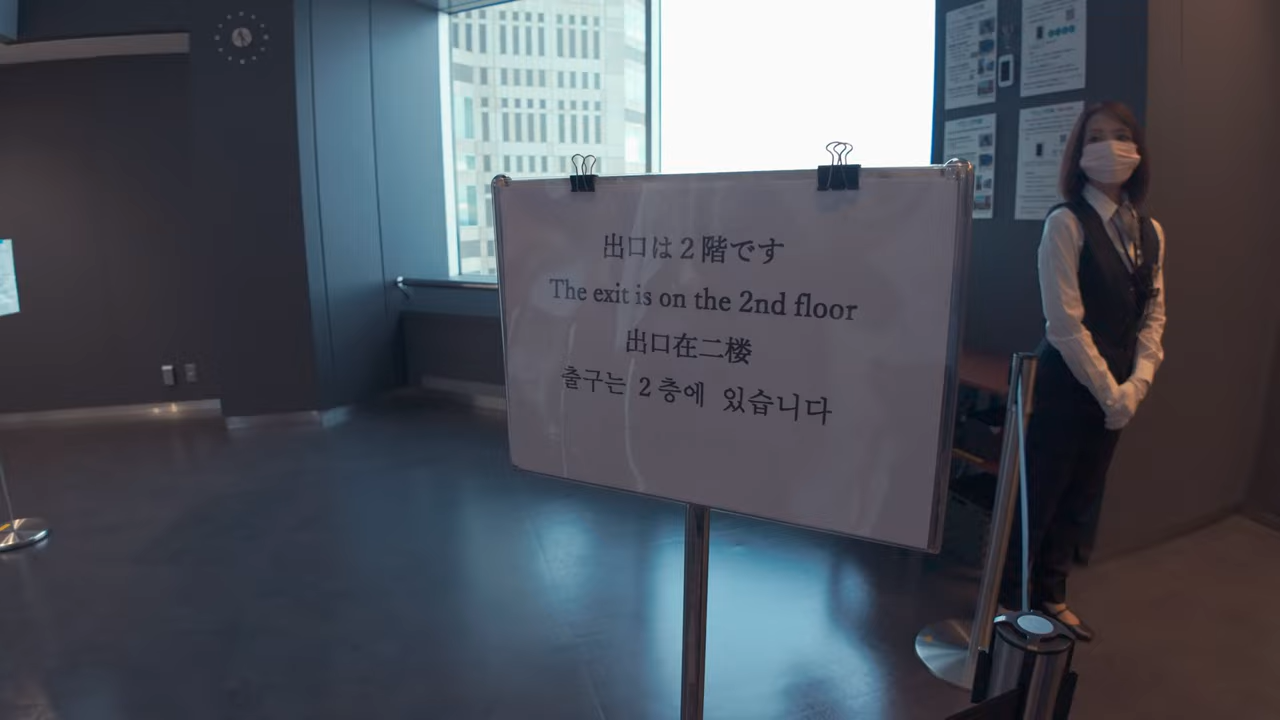 出口は２階です
The exit is on the 2nd floor
出口在二楼
출구는 2층에 있습니다